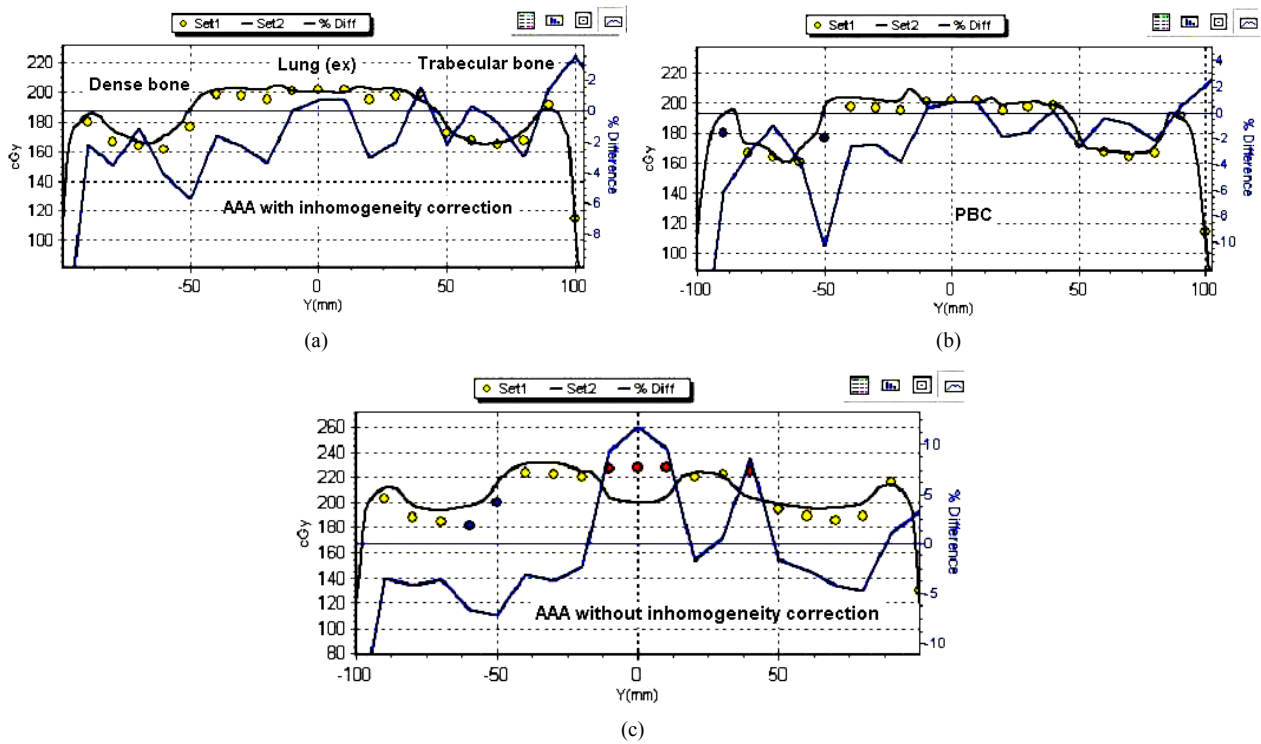 Set1 Set2 % Diff
Dense bone
Lung (ex)
Trabecular bone
AAA with inhomogeneity correction
220
200
180
160
140
120
100
cGy
2
0
2
4
6
8
% Difference
-50 0 50 100
Y(mm)
(a)
Set1 Set2 % Diff
PBC
220
200
180
160
140
120
100
cGy
4
2
0
-2
-4
-6
-8
-10
% Difference
-100 -50 0 50 100
Y(mm)
(b)
Set1 Set2 % Diff
AAA without inhomogeneity correction
260
240
220
200
180
160
140
120
100
80
cGy
10
5
0
-5
-10
% Difference
-100 -50 0 50
Y(mm)
(c)